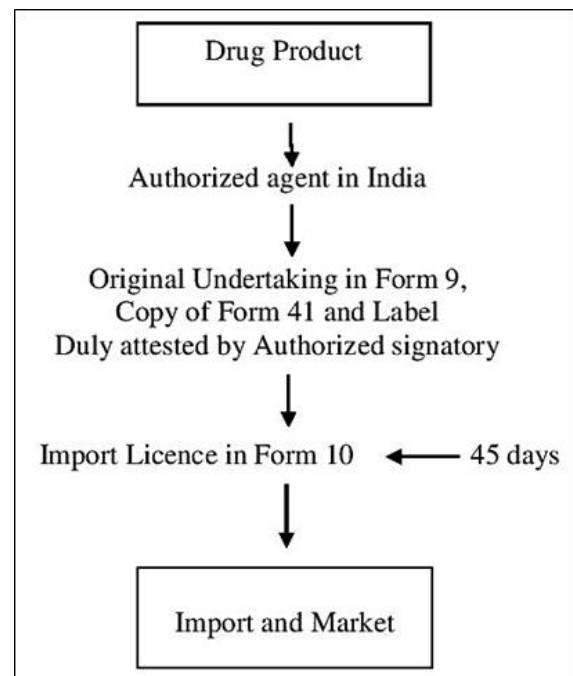 Drug Product
Authorized agent in India
Original Undertaking in Form 9,
Copy of Form 41 and Label
Duly attested by Authorized signatory
Import Licence in Form 10
45 days
Import and Market